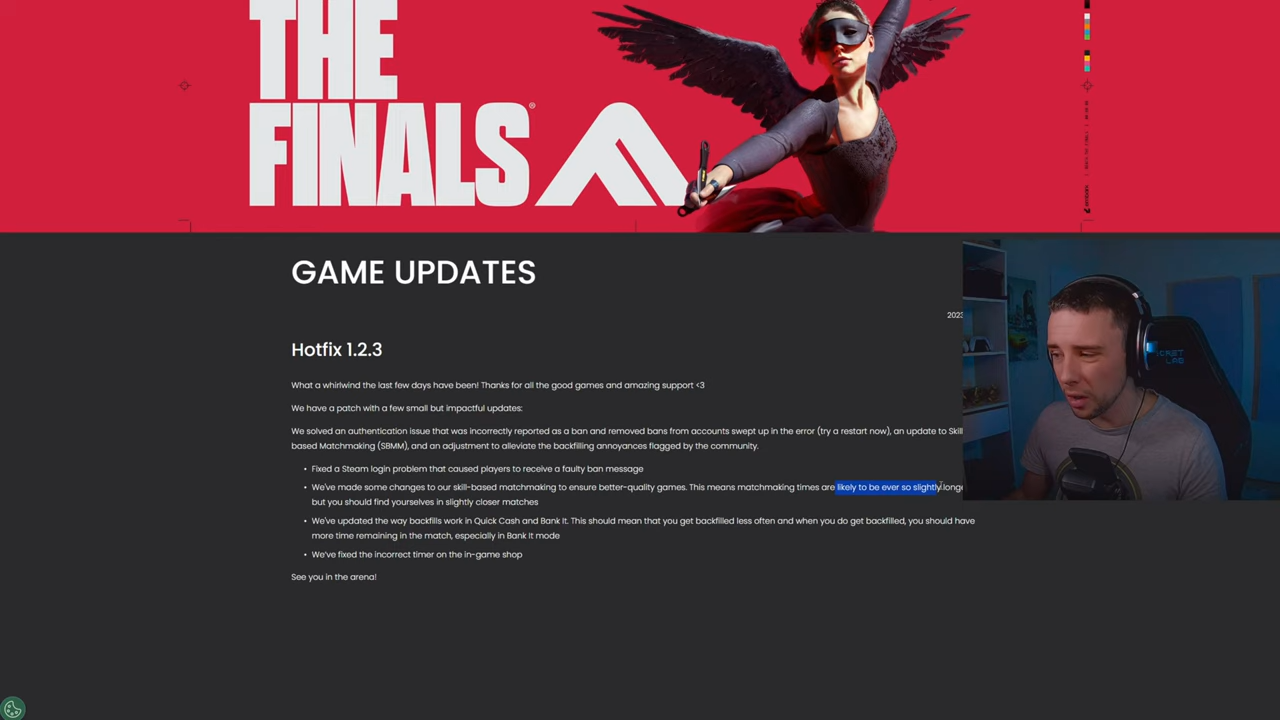 THE
FINALS®
GAME UPDATES
2023
Hotfix 1.2.3
What a whirlwind the last few days have been! Thanks for all the good games and amazing support <3
We have a patch with a few small but impactful updates:
We solved an authentication issue that was incorrectly reported as a ban and removed bans from accounts swept up in the error (try a restart now), an update to Skill
based Matchmaking (SBMM), and an adjustment to alleviate the backfilling annoyances flagged by the community.
• Fixed a Steam login problem that caused players to receive a faulty ban message
• We've made some changes to our skill-based matchmaking to ensure better-quality games. This means matchmaking times are likely to be ever so slightly longe
but you should find yourselves in slightly closer matches
• We've updated the way backfills work in Quick Cash and Bank It. This should mean that you get backfilled less often and when you do get backfilled, you should have
more time remaining in the match, especially in Bank It mode
• We've fixed the incorrect timer on the in-game shop
See you in the arena!